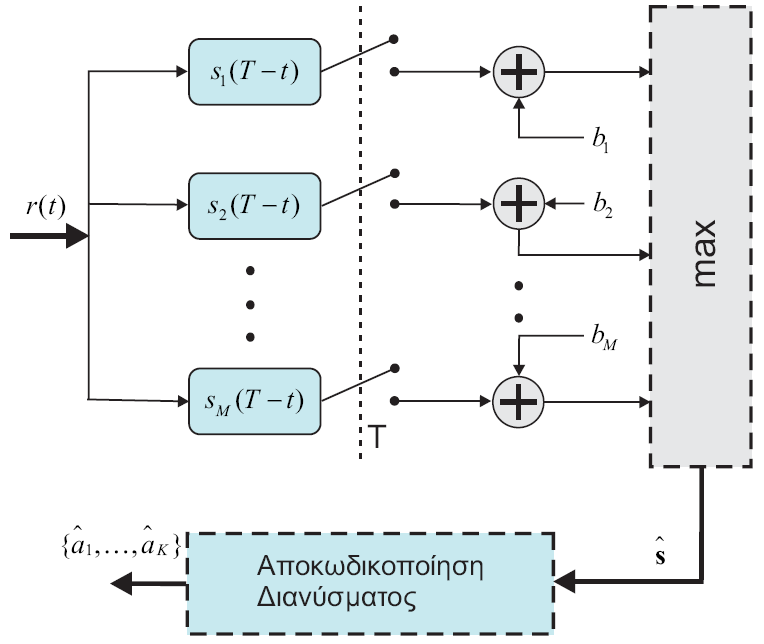 s₁(T−t)
b₁
r(t)
s₂(T−t)
b₂
max
b_M
s_M(T−t)
T
{â₁,…,â_K}
Αποκωδικοποίηση
Διανύσματος
ŝ